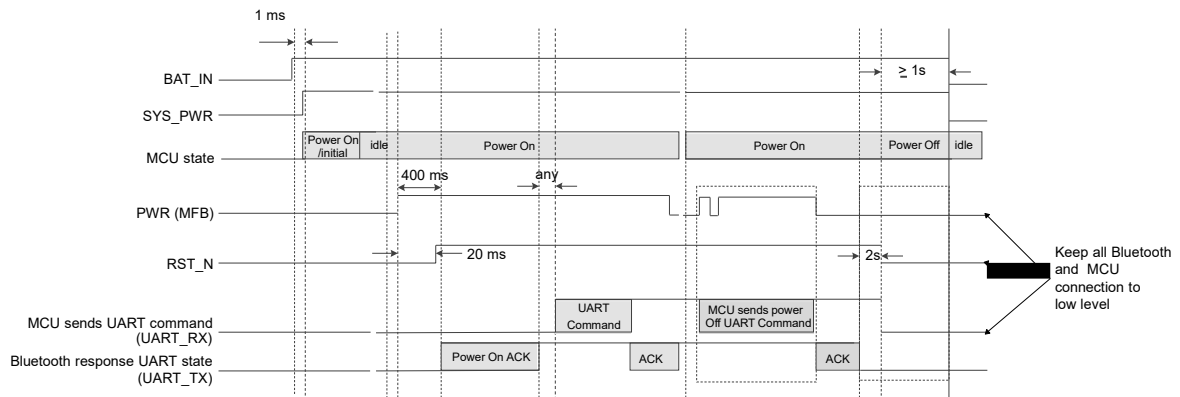 1 ms
BAT_IN
≥ 1s
SYS_PWR
MCU state
Power On
/initial
idle
Power On
Power On
Power Off
idle
400 ms
any
PWR (MFB)
RST_N
20 ms
2s
Keep all Bluetooth
and MCU
connection to
low level
MCU sends UART command
(UART_RX)
UART
Command
MCU sends power
Off UART Command
Bluetooth response UART state
(UART_TX)
Power On ACK
ACK
ACK